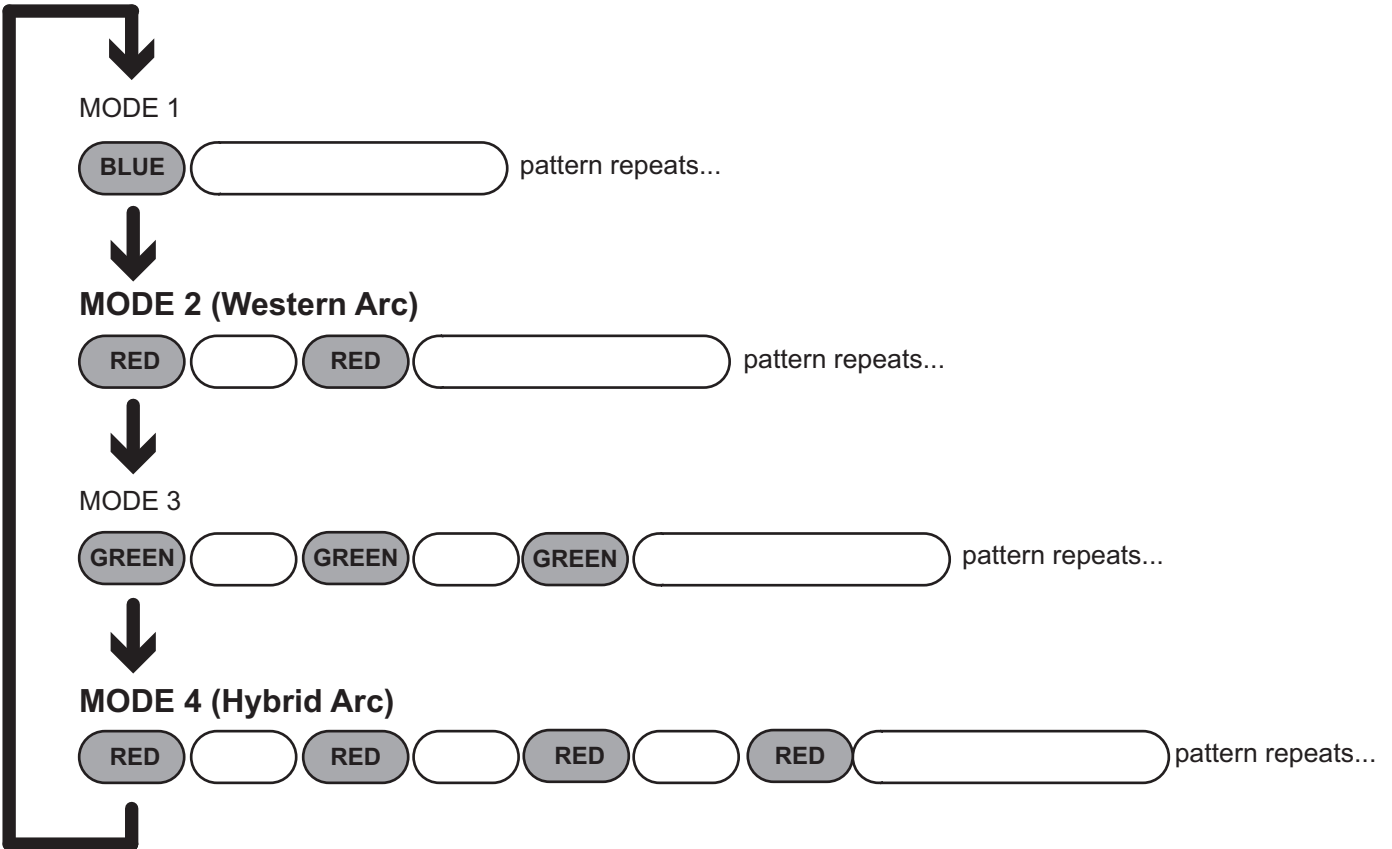 MODE 1
BLUE pattern repeats...
MODE 2 (Western Arc)
RED RED pattern repeats...
MODE 3
GREEN GREEN GREEN pattern repeats...
MODE 4 (Hybrid Arc)
RED RED RED RED pattern repeats...